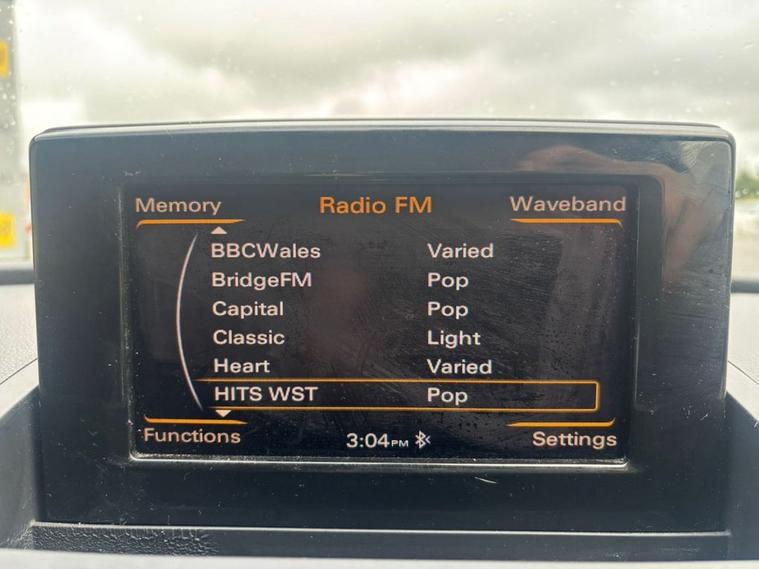 Memory Radio FM Waveband
BBCWales Varied
BridgeFM Pop
Capital Pop
Classic Light
Heart Varied
HITS WST Pop
Functions 3:04PM Settings